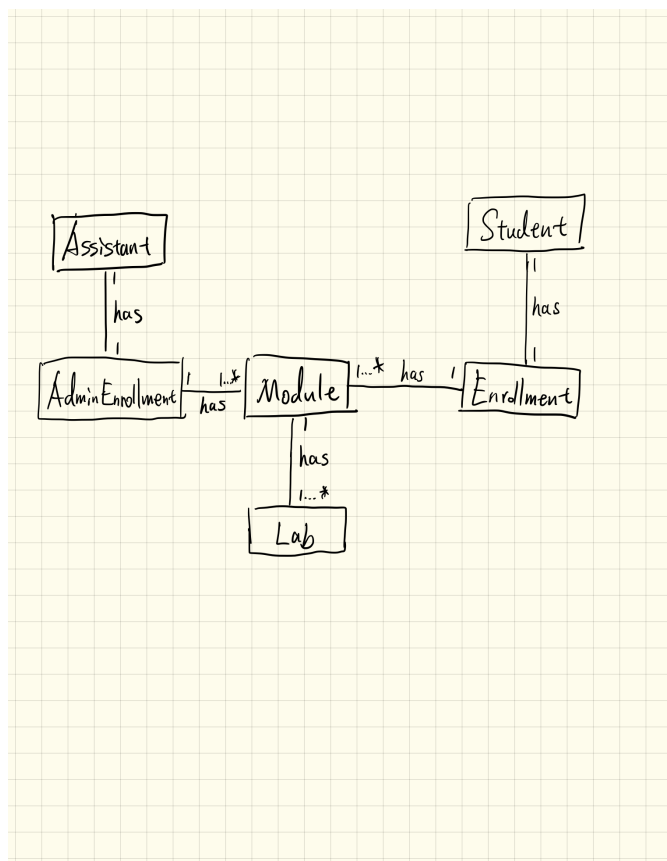 Student
Assistant
1
1
has
has
1
1
AdminEnrollment
1
1..*
has
Module
1...*
has
1
Enrollment
1
has
1...*
Lab